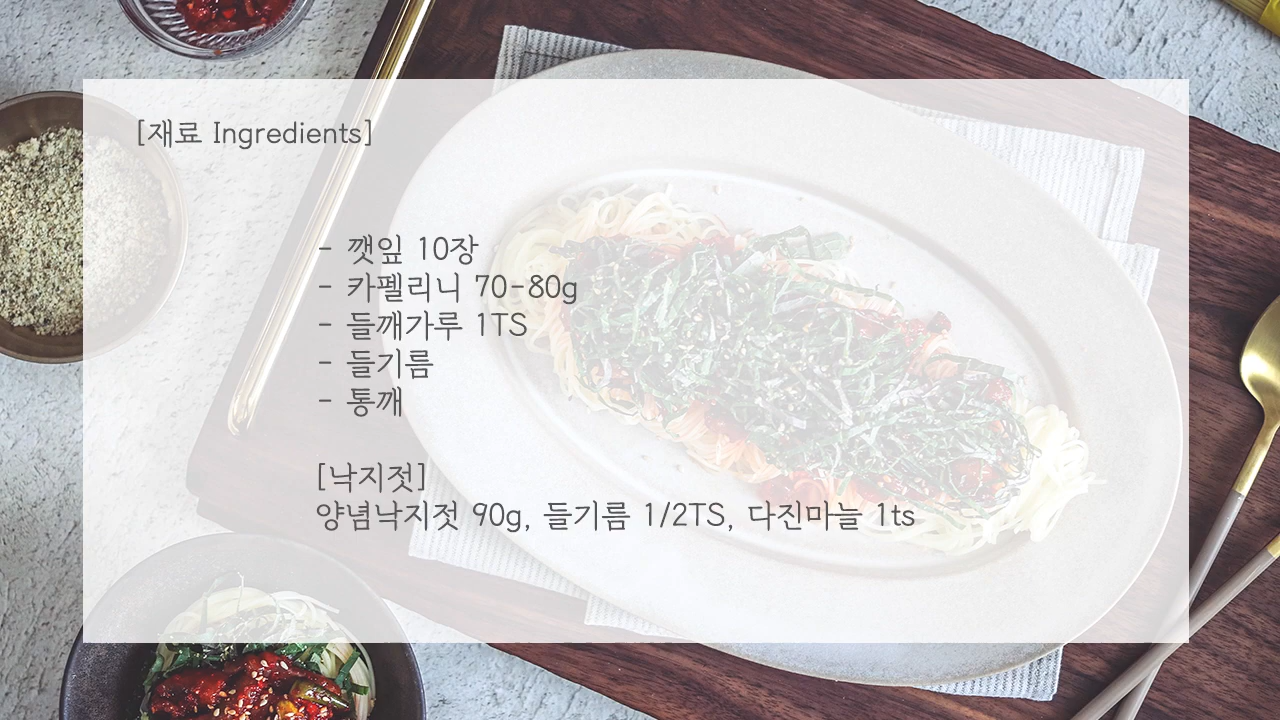 [재료 Ingredients]
- 깻잎 10장
- 카펠리니 70-80g
- 들깨가루 1TS
- 들기름
- 통깨
[낙지젓]
양념낙지젓 90g, 들기름 1/2TS, 다진마늘 1ts